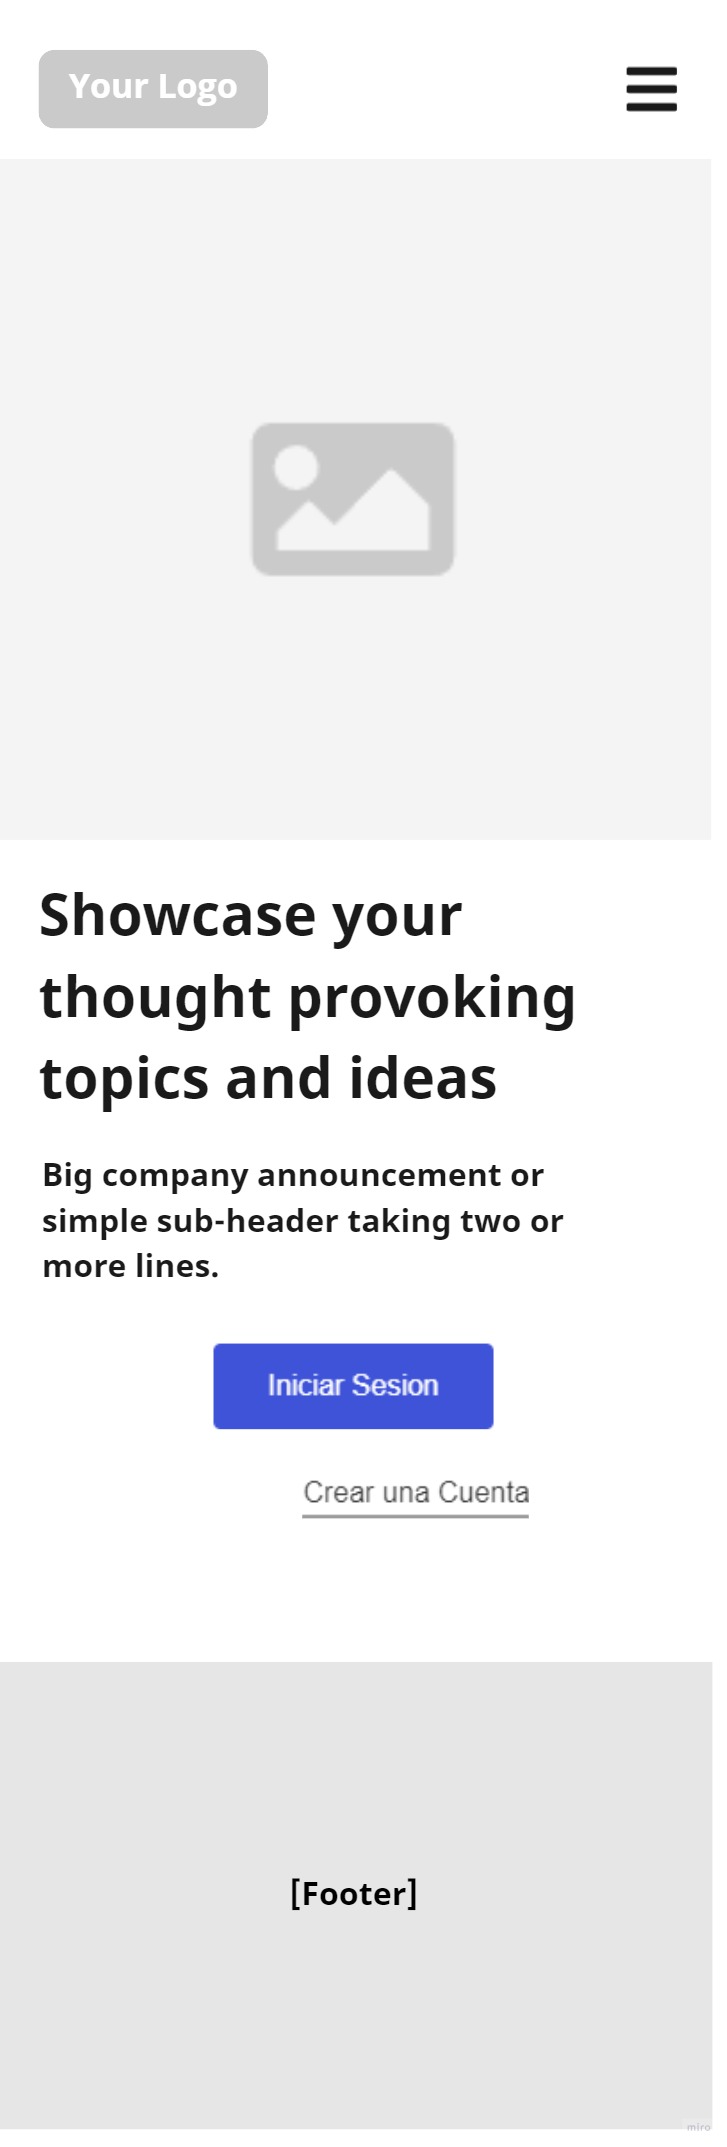 Your Logo
Showcase your
thought provoking
topics and ideas
Big company announcement or
simple sub-header taking two or
more lines.
Iniciar Sesion
Crear una Cuenta
[Footer]
miro